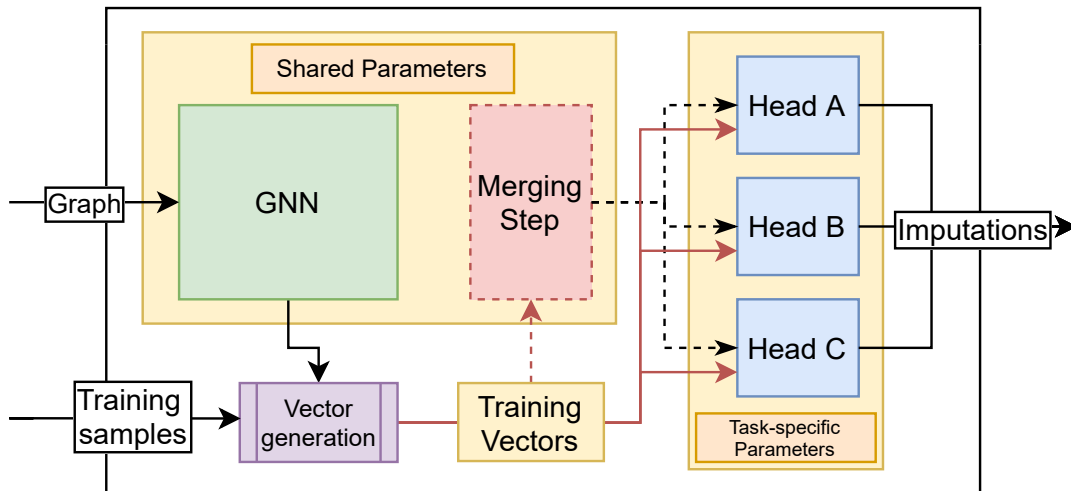 Shared Parameters
Graph
GNN
Merging
Step
Head A
Head B
Head C
Imputations
Training
samples
Vector
generation
Training
Vectors
Task-specific
Parameters